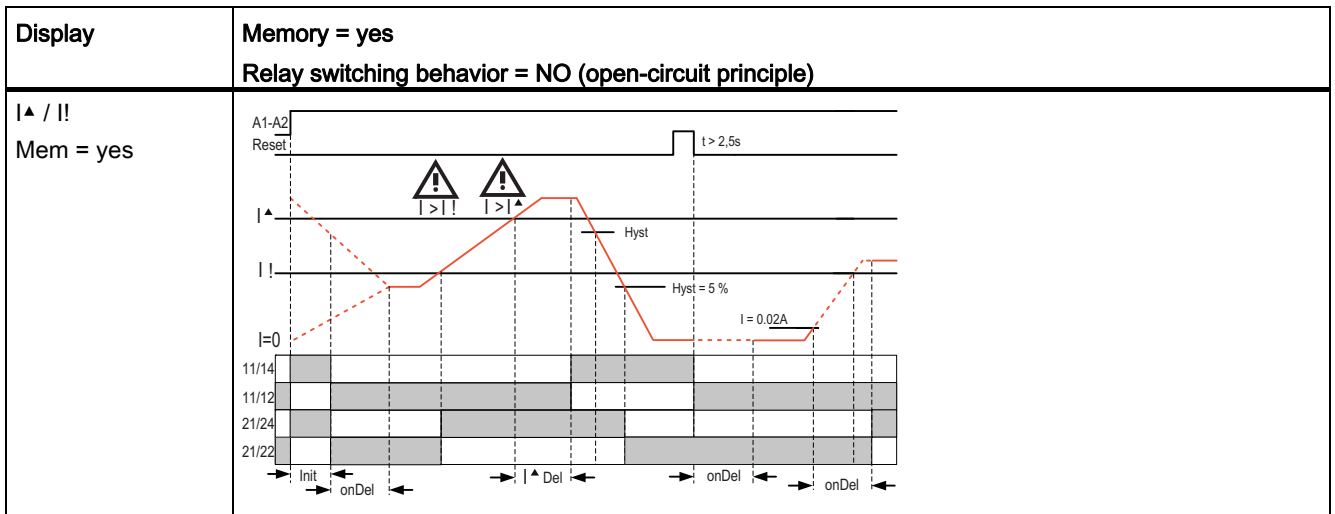 Display
Memory = yes
Relay switching behavior = NO (open-circuit principle)
I▲ / I!
Mem = yes
A1-A2
Reset
t > 2,5s
I >I !
I >I▲
I▲
Hyst
I !
Hyst = 5 %
I = 0.02A
I=0
11/14
11/12
21/24
21/22
Init
onDel
I▲ Del
onDel
onDel